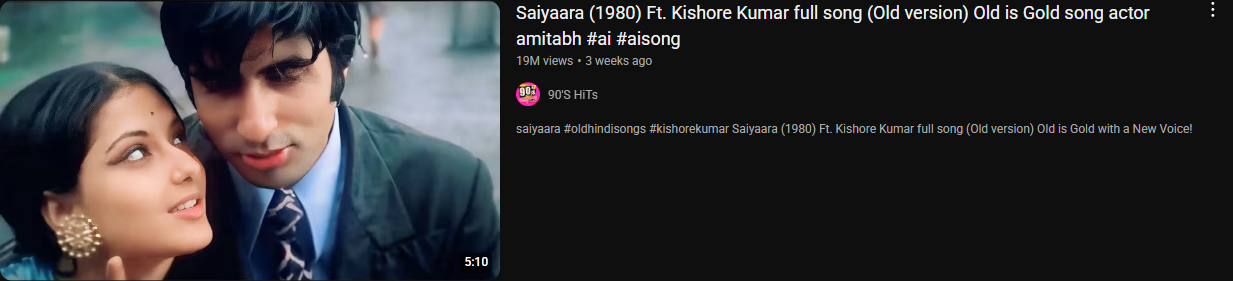 Saiyaara (1980) Ft. Kishore Kumar full song (Old version) Old is Gold song actor
amitabh #ai #aisong
19M views • 3 weeks ago
90's
90'S HiTs
saiyaara #oldhindisongs #kishorekumar Saiyaara (1980) Ft. Kishore Kumar full song (Old version) Old is Gold with a New Voice!
5:10